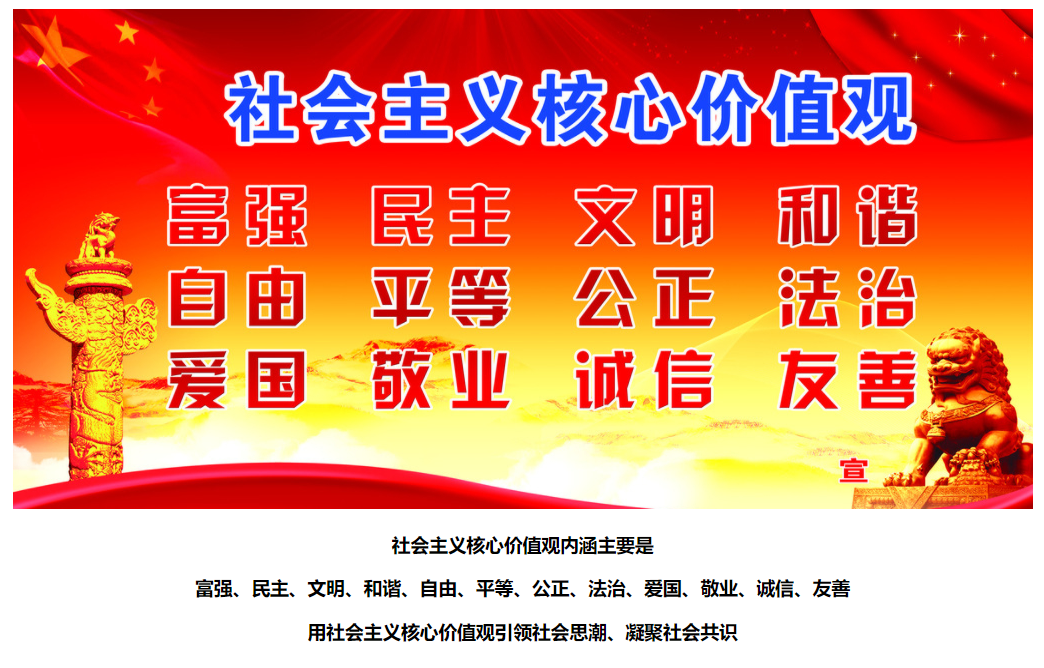 社会主义核心价值观
富强 民主 文明 和谐
自由 平等 公正 法治
爱国 敬业 诚信 友善
宣
社会主义核心价值观内涵主要是
富强、民主、文明、和谐、自由、平等、公正、法治、爱国、敬业、诚信、友善
用社会主义核心价值观引领社会思潮、凝聚社会共识